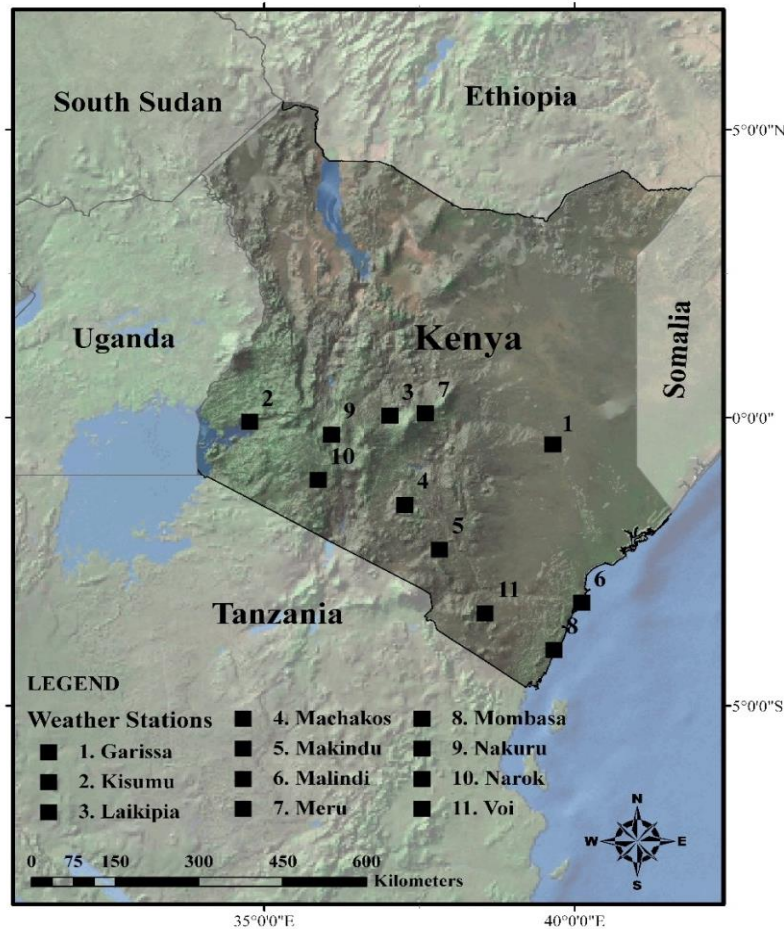 South Sudan
Ethiopia
5°0'0"N
Uganda
Kenya
Somalia
0°0'0"
2
3
7
9
1
10
4
5
6
11
8
Tanzania
5°0'0"S
LEGEND
Weather Stations
1. Garissa
2. Kisumu
3. Laikipia
4. Machakos
5. Makindu
6. Malindi
7. Meru
8. Mombasa
9. Nakuru
10. Narok
11. Voi
N
W E
S
0 75 150 300 450 600
Kilometers
35°0'0"E 40°0'0"E